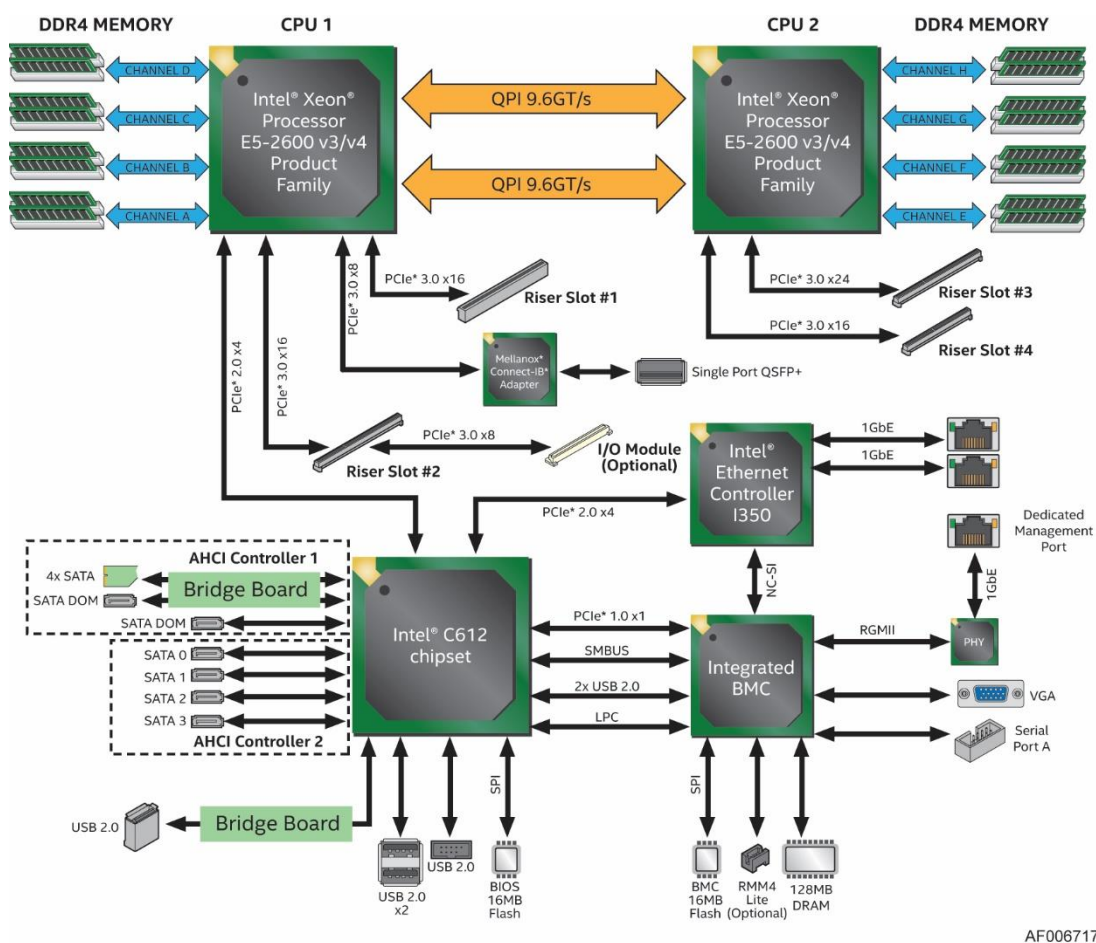 DDR4 MEMORY
CPU 1
CPU 2
DDR4 MEMORY
CHANNEL D
CHANNEL C
CHANNEL B
CHANNEL A
Intel® Xeon®
Processor
E5-2600 v3/v4
Product
Family
QPI 9.6GT/s
QPI 9.6GT/s
Intel® Xeon®
Processor
E5-2600 v3/v4
Product
Family
CHANNEL H
CHANNEL G
CHANNEL F
CHANNEL E
PCIe* 2.0 x4
PCIe* 3.0 x16
PCIe* 3.0 x8
PCIe* 3.0 x16
Riser Slot #1
PCIe* 3.0 x24
Riser Slot #3
PCIe* 3.0 x16
Riser Slot #4
Mellanox*
Connect-IB*
Adapter
Single Port QSFP+
Riser Slot #2
PCIe* 3.0 x8
I/O Module
(Optional)
PCIe* 2.0 x4
Intel®
Ethernet
Controller
I350
1GbE
1GbE
Dedicated
Management
Port
1GbE
NC-SI
AHCI Controller 1
4x SATA
Bridge Board
SATA DOM
SATA DOM
SATA 0
SATA 1
SATA 2
SATA 3
AHCI Controller 2
Intel® C612
chipset
PCIe* 1.0 x1
SMBUS
2x USB 2.0
LPC
Integrated
BMC
RGMII
PHY
VGA
Serial
Port A
USB 2.0
Bridge Board
USB 2.0
x2
USB 2.0
SPI
BIOS
16MB
Flash
SPI
BMC
16MB
Flash
RMM4
Lite
(Optional)
128MB
DRAM
AF006717